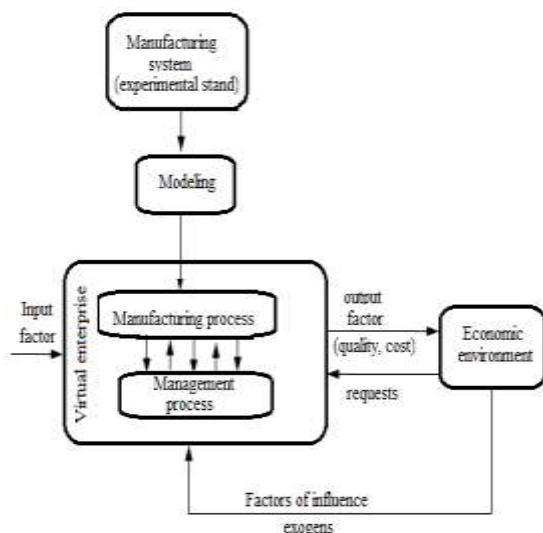 Manufacturing
system
(experimental stand)
Modeling
Virtual enterprise
Input
factor
Manufacturing process
Management
process
output
factor
(quality, cost)
requests
Economic
environment
Factors of influence
exogens